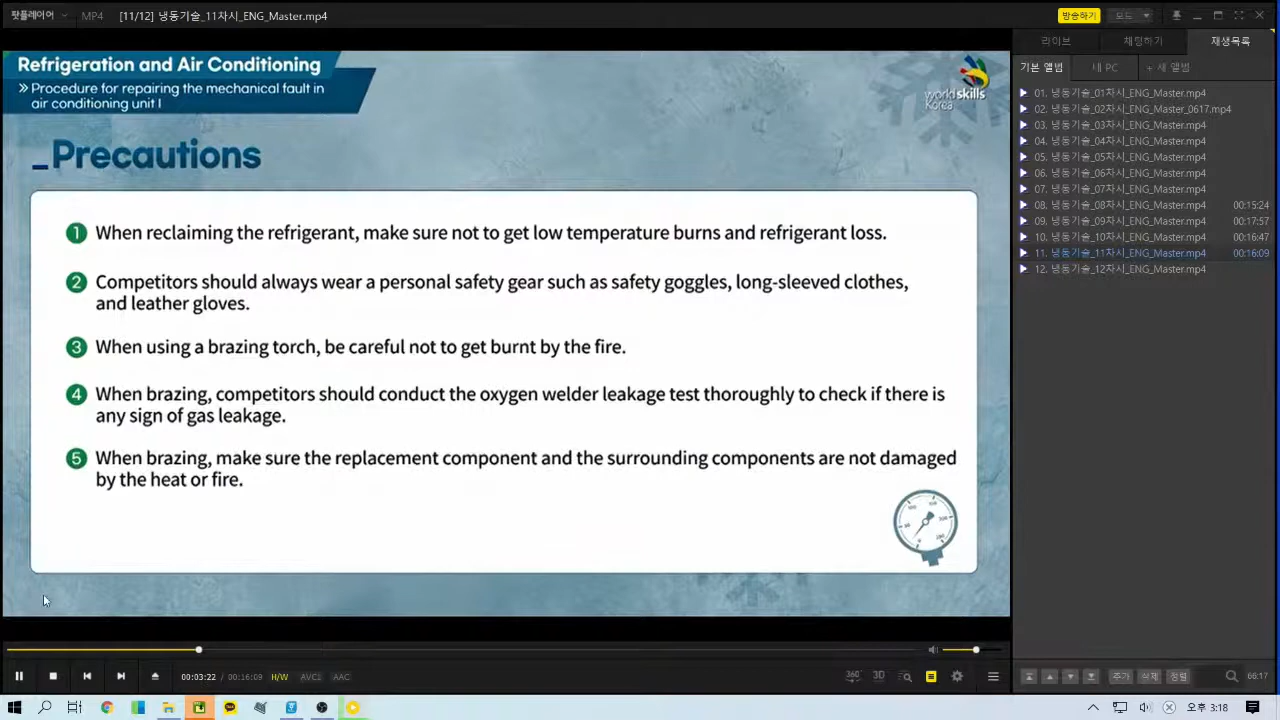 팟플레이어
MP4
[11/12] 냉동기술_11차시_ENG_Master.mp4
방송하기
모드
라이브
채팅하기
재생목록
기본 앨범
내 PC
+ 새 앨범
Refrigeration and Air Conditioning
» Procedure for repairing the mechanical fault in
air conditioning unit I
worldskills
Korea
_Precautions
1 When reclaiming the refrigerant, make sure not to get low temperature burns and refrigerant loss.
2 Competitors should always wear a personal safety gear such as safety goggles, long-sleeved clothes,
and leather gloves.
3 When using a brazing torch, be careful not to get burnt by the fire.
4 When brazing, competitors should conduct the oxygen welder leakage test thoroughly to check if there is
any sign of gas leakage.
5 When brazing, make sure the replacement component and the surrounding components are not damaged
by the heat or fire.
01. 냉동기술_01차시_ENG_Master.mp4
02. 냉동기술_02차시_ENG_Master_0617.mp4
03. 냉동기술_03차시_ENG_Master.mp4
04. 냉동기술_04차시_ENG_Master.mp4
05. 냉동기술_05차시_ENG_Master.mp4
06. 냉동기술_06차시_ENG_Master.mp4
07. 냉동기술_07차시_ENG_Master.mp4
08. 냉동기술_08차시_ENG_Master.mp4 00:15:24
09. 냉동기술_09차시_ENG_Master.mp4 00:17:57
10. 냉동기술_10차시_ENG_Master.mp4 00:16:47
11. 냉동기술_11차시_ENG_Master.mp4 00:16:09
12. 냉동기술_12차시_ENG_Master.mp4
00:03:22 / 00:16:09 H/W AVC1 AAC
360° 3D
추가 삭제 정렬
66:17
오후 3:18